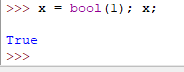 >>> x = bool(1); x;
True
>>>